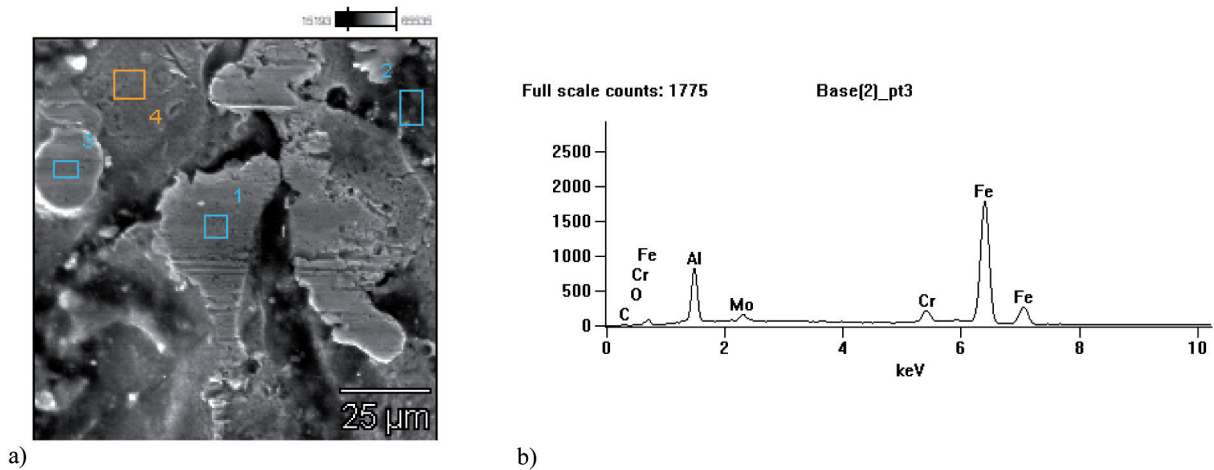 15193 65535
2
4
3
1
25 µm
a)
Full scale counts: 1775 Base(2)_pt3
2500
2000
1500
1000
500
0
Fe
Cr
O
C
Al
Mo
Cr
Fe
Fe
0 2 4 6 8 10
keV
b)